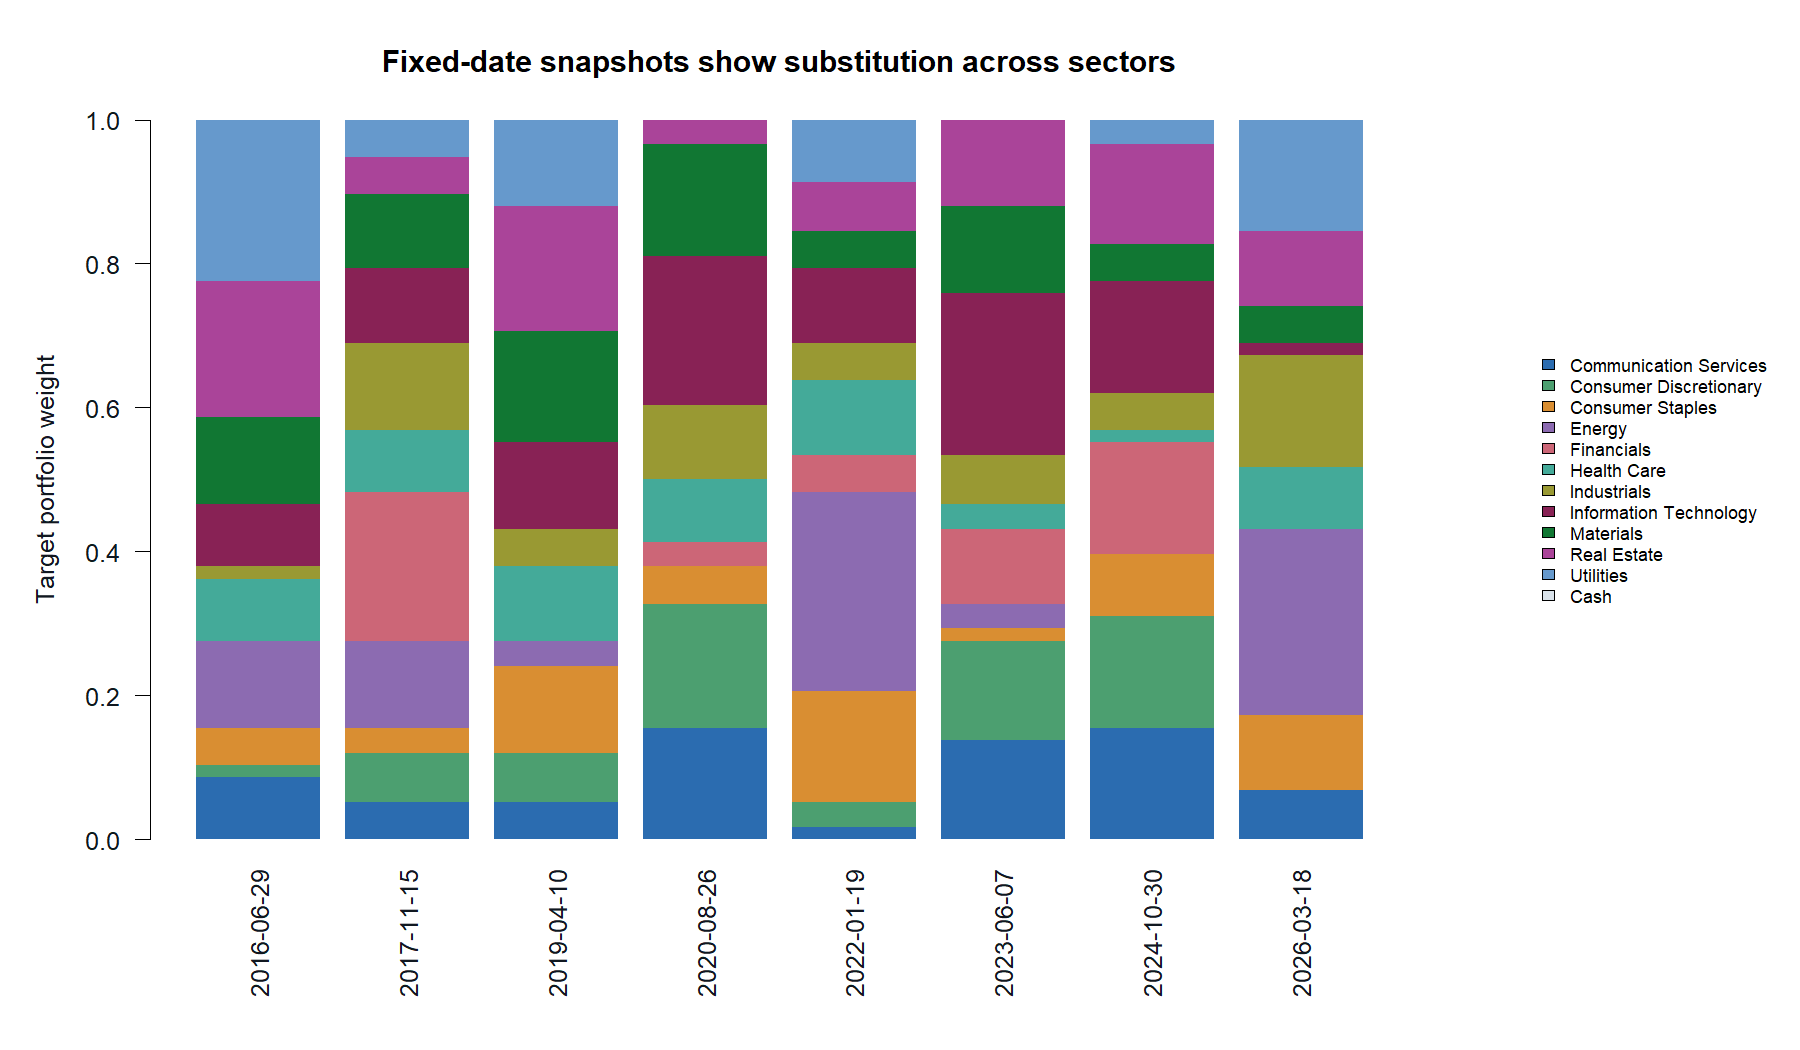 Fixed-date snapshots show substitution across sectors
Target portfolio weight
1.0
0.8
0.6
0.4
0.2
0.0
2016-06-29
2017-11-15
2019-04-10
2020-08-26
2022-01-19
2023-06-07
2024-10-30
2026-03-18
Communication Services
Consumer Discretionary
Consumer Staples
Energy
Financials
Health Care
Industrials
Information Technology
Materials
Real Estate
Utilities
Cash